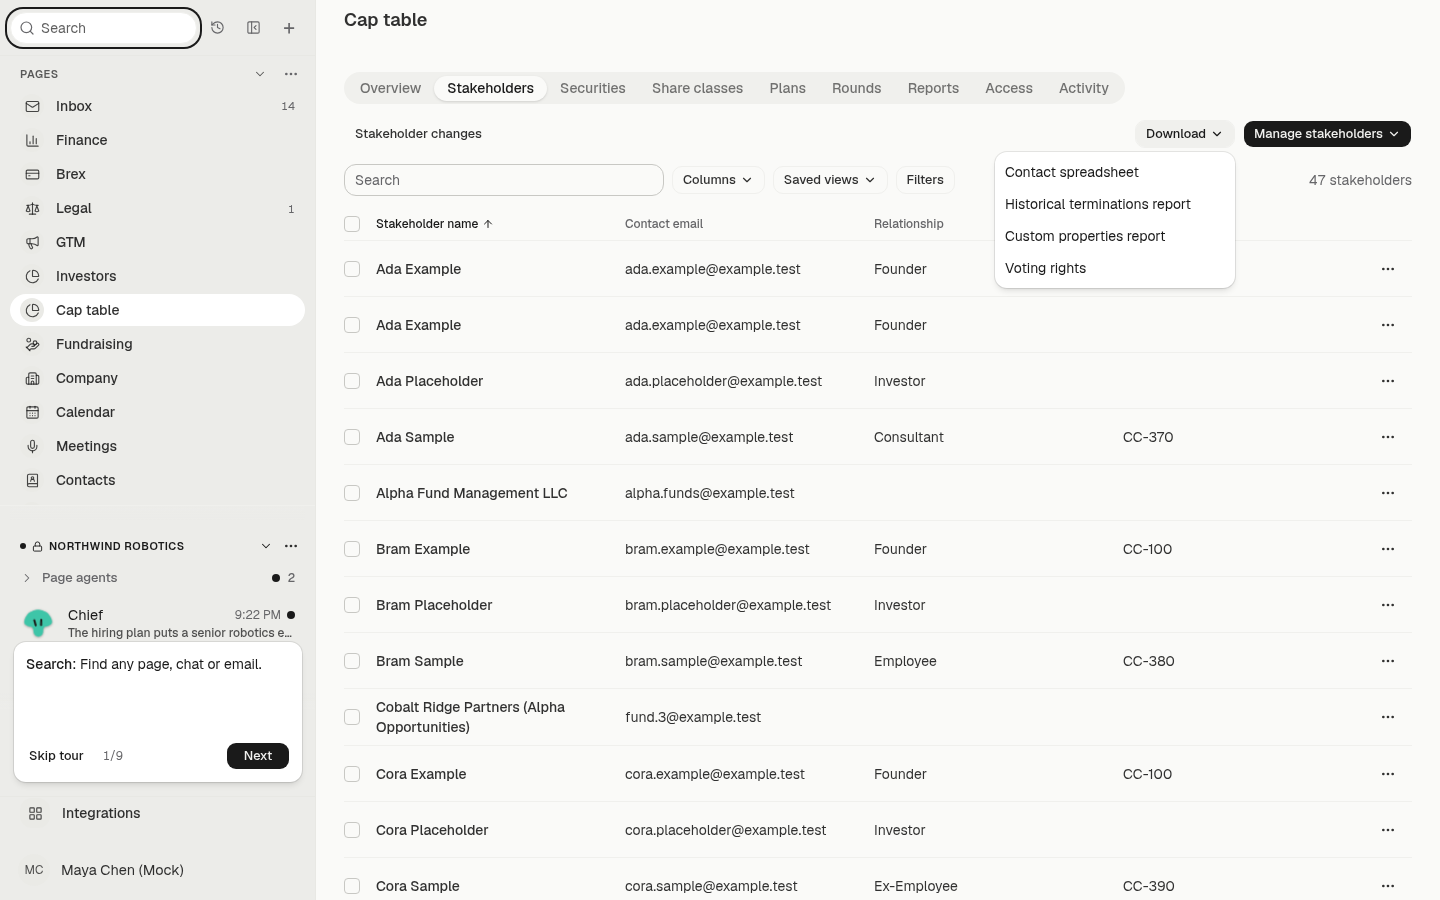 Search
PAGES
Inbox 14
Finance
Brex
Legal 1
GTM
Investors
Cap table
Fundraising
Company
Calendar
Meetings
Contacts
NORTHWIND ROBOTICS
Page agents 2
Chief 9:22 PM
The hiring plan puts a senior robotics e...
Search: Find any page, chat or email.
Skip tour 1/9 Next
Integrations
MC Maya Chen (Mock)
Cap table
Overview Stakeholders Securities Share classes Plans Rounds Reports Access Activity
Stakeholder changes Download Manage stakeholders
Search Columns Saved views Filters 47 stakeholders
Contact spreadsheet
Historical terminations report
Custom properties report
Voting rights
Stakeholder name Contact email Relationship
Ada Example ada.example@example.test Founder
Ada Example ada.example@example.test Founder
Ada Placeholder ada.placeholder@example.test Investor
Ada Sample ada.sample@example.test Consultant CC-370
Alpha Fund Management LLC alpha.funds@example.test
Bram Example bram.example@example.test Founder CC-100
Bram Placeholder bram.placeholder@example.test Investor
Bram Sample bram.sample@example.test Employee CC-380
Cobalt Ridge Partners (Alpha
Opportunities) fund.3@example.test
Cora Example cora.example@example.test Founder CC-100
Cora Placeholder cora.placeholder@example.test Investor
Cora Sample cora.sample@example.test Ex-Employee CC-390